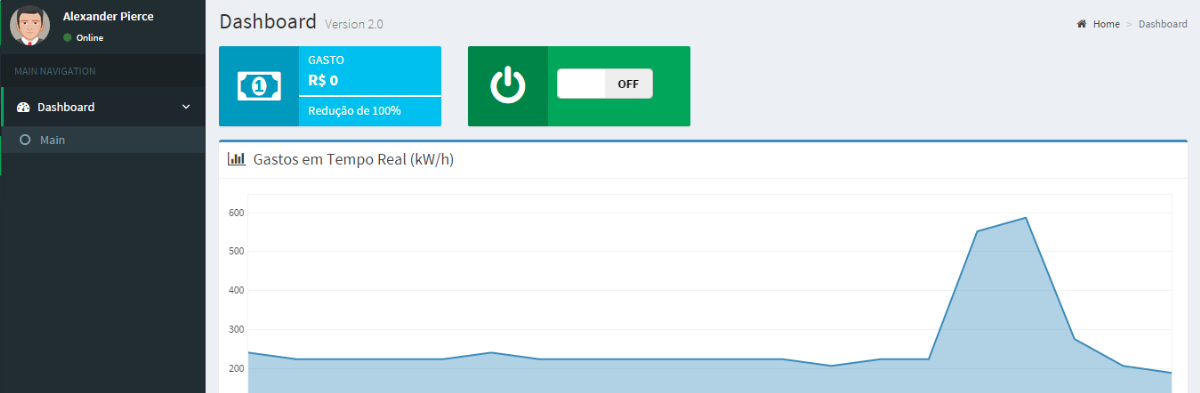 Alexander Pierce
Online
MAIN NAVIGATION
Dashboard
Main
Dashboard Version 2.0
Home > Dashboard
1
GASTO
R$ 0
Redução de 100%
OFF
Gastos em Tempo Real (kW/h)
600
500
400
300
200